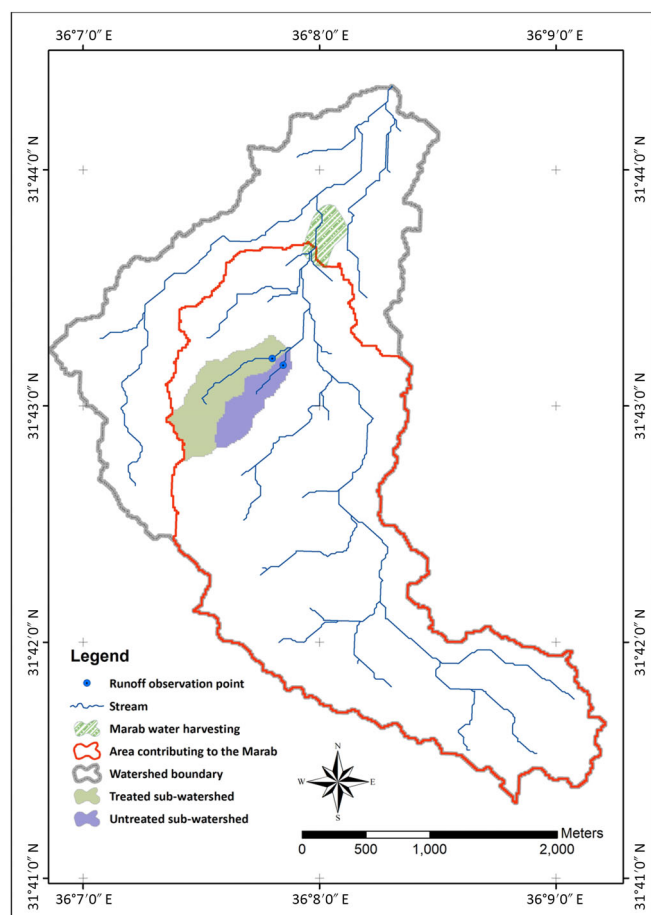 36°7′0″ E 36°8′0″ E 36°9′0″ E
31°44′0″ N 31°44′0″ N
31°43′0″ N 31°43′0″ N
31°42′0″ N 31°42′0″ N
31°41′0″ N 31°41′0″ N
Legend
Runoff observation point
Stream
Marab water harvesting
Area contributing to the Marab
Watershed boundary
Treated sub-watershed
Untreated sub-watershed
N
W E
S
Meters
0 500 1,000 2,000
36°7′0″ E 36°8′0″ E 36°9′0″ E